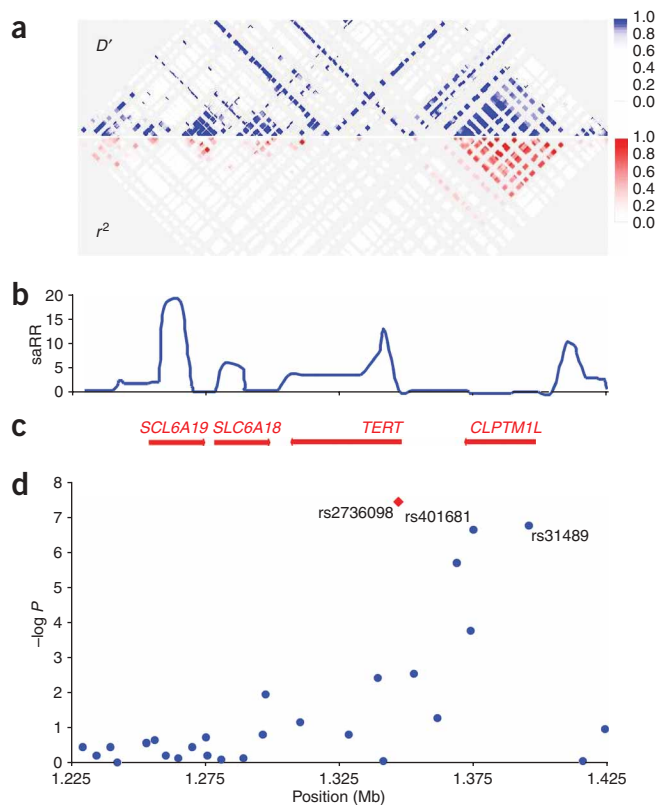 a
D′
1.0
0.8
0.6
0.4
0.2
0.0
1.0
0.8
0.6
0.4
0.2
0.0
r²
b
saRR
20
15
10
5
0
c
SCL6A19 SLC6A18 TERT CLPTM1L
d
–log P
8
7
6
5
4
3
2
1
0
rs2736098 rs401681
rs31489
1.225 1.275 1.325 1.375 1.425
Position (Mb)